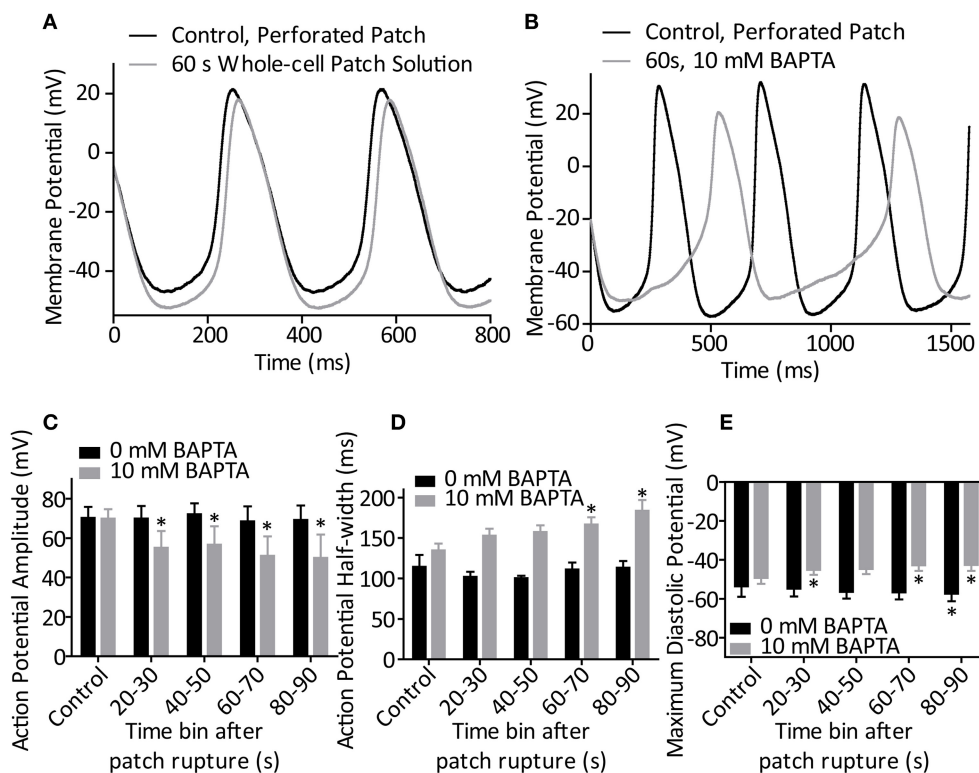 A
Control, Perforated Patch
60 s Whole-cell Patch Solution
Membrane Potential (mV)
20
0
-20
-40
0
200
400
600
800
Time (ms)
B
Control, Perforated Patch
60s, 10 mM BAPTA
Membrane Potential (mV)
20
0
-20
-40
-60
0
500
1000
1500
Time (ms)
C
0 mM BAPTA
10 mM BAPTA
Action Potential Amplitude (mV)
80
60
40
20
0
* * * *
Control
20-30
40-50
60-70
80-90
Time bin after
patch rupture (s)
D
0 mM BAPTA
10 mM BAPTA
Action Potential Half-width (ms)
200
150
100
50
0
* *
Control
20-30
40-50
60-70
80-90
Time bin after
patch rupture (s)
E
Maximum Diastolic Potential (mV)
0
-20
-40
-60
-80
* * * *
0 mM BAPTA
10 mM BAPTA
Control
20-30
40-50
60-70
80-90
Time bin after
patch rupture (s)